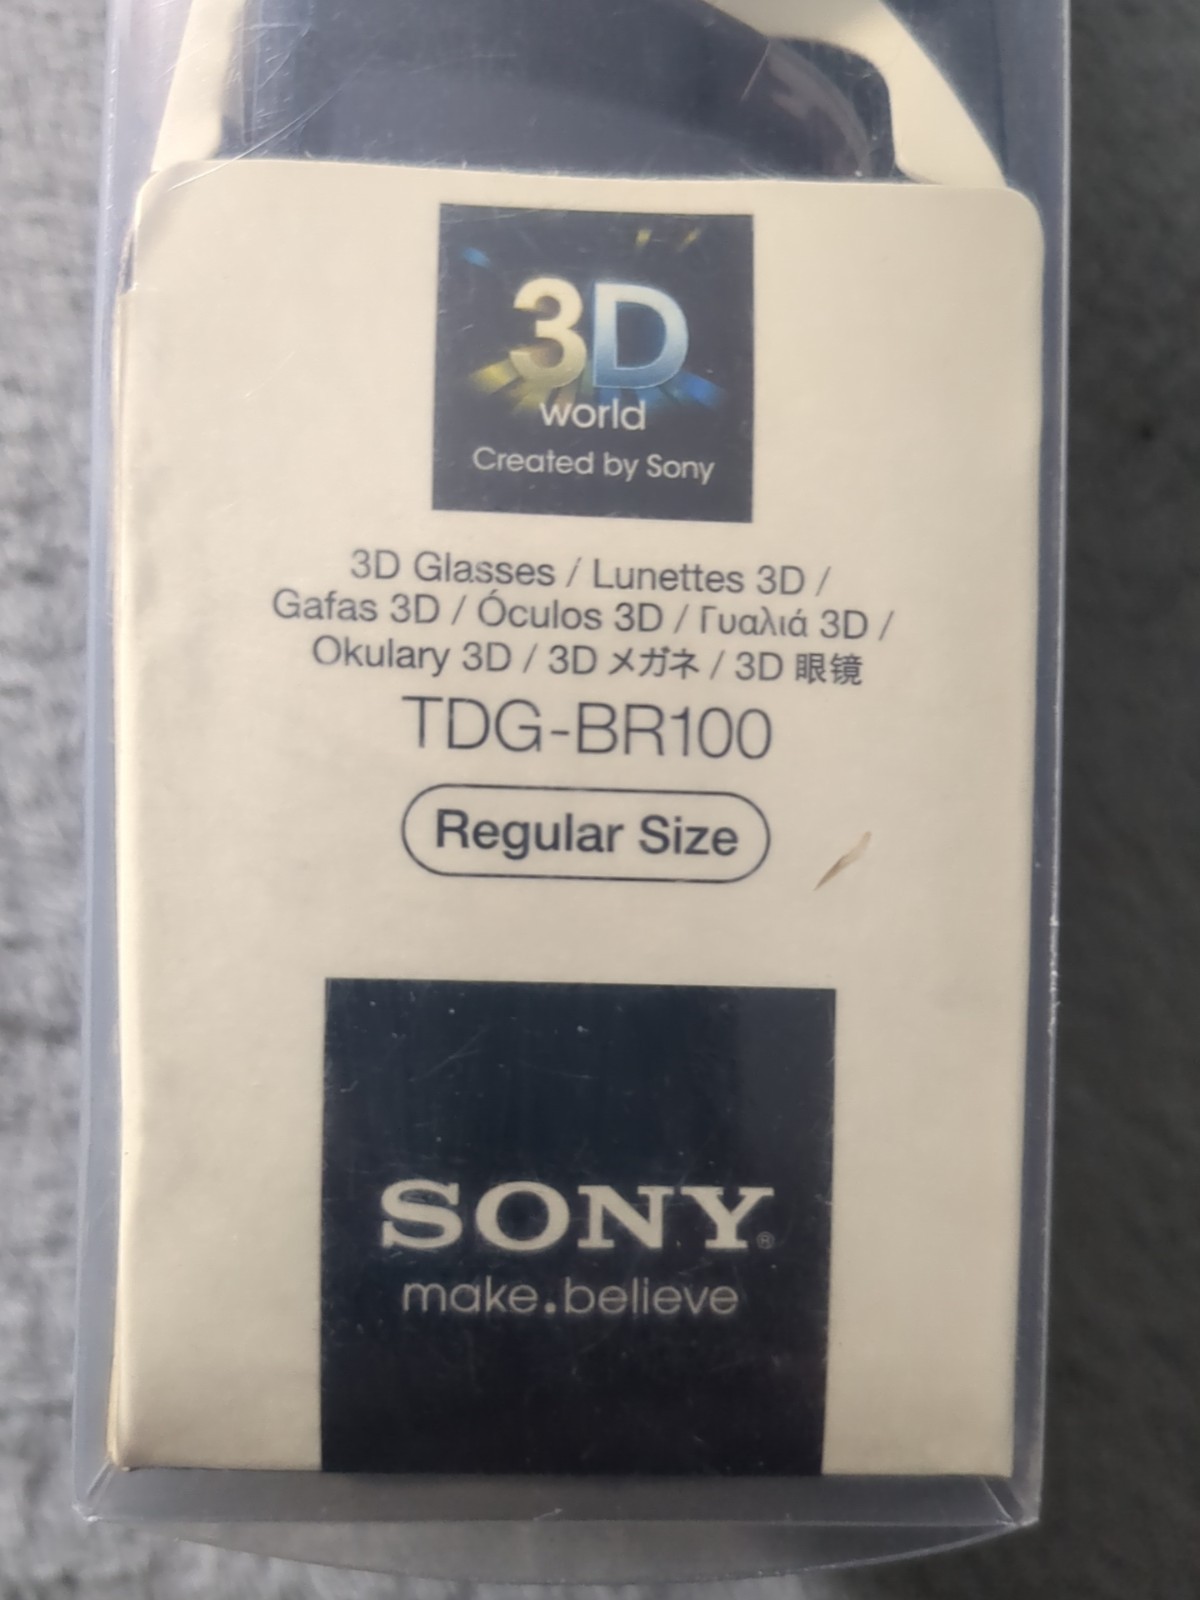 3D
world
Created by Sony
3D Glasses / Lunettes 3D /
Gafas 3D / Óculos 3D / Γυαλιά 3D /
Okulary 3D / 3D メガネ / 3D 眼镜
TDG-BR100
Regular Size
SONY®
make.believe